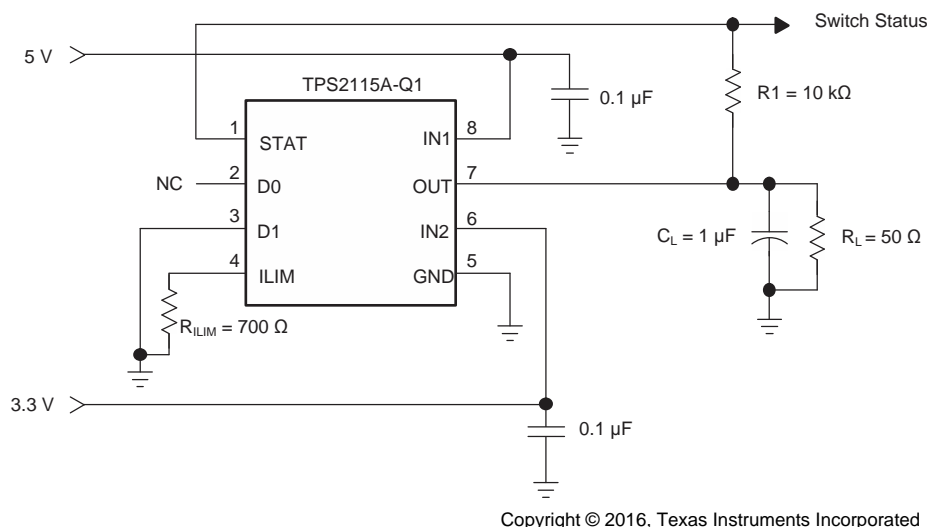 Switch Status
5 V
TPS2115A-Q1
0.1 µF
R1 = 10 kΩ
1
STAT
IN1
8
NC
2
D0
OUT
7
3
D1
IN2
6
C_L = 1 µF
R_L = 50 Ω
4
ILIM
GND
5
R_ILIM = 700 Ω
3.3 V
0.1 µF
Copyright © 2016, Texas Instruments Incorporated